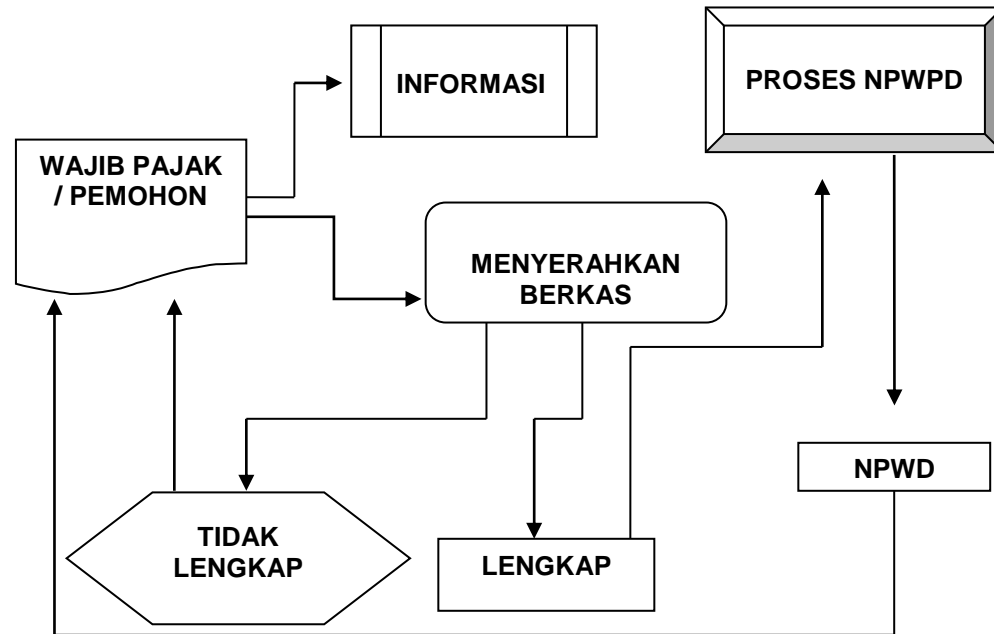 INFORMASI
PROSES NPWPD
WAJIB PAJAK
/ PEMOHON
MENYERAHKAN
BERKAS
NPWD
TIDAK
LENGKAP
LENGKAP